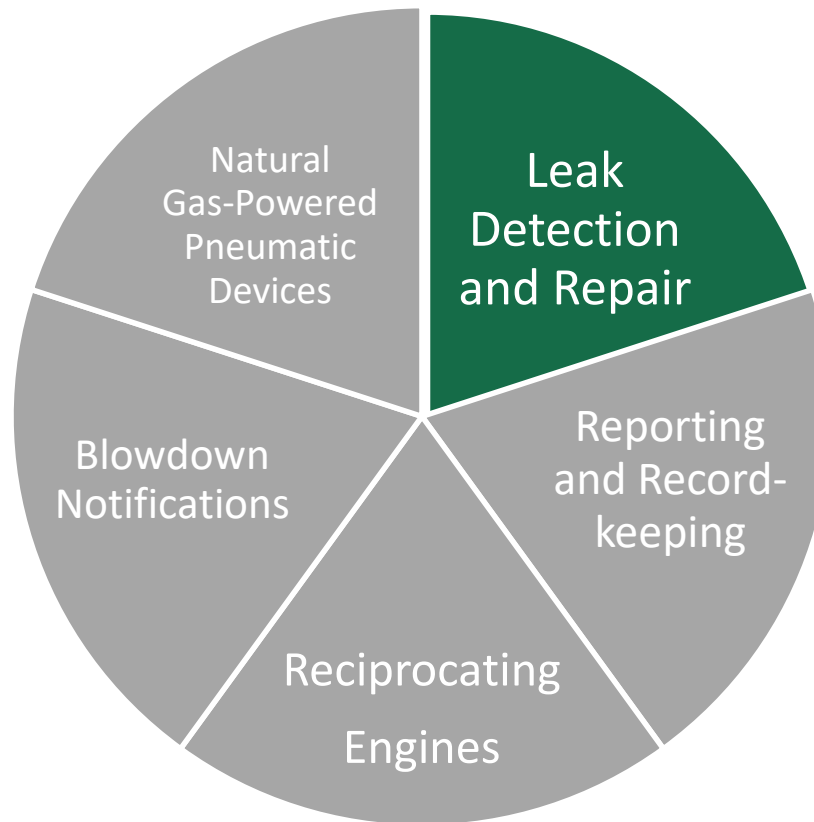 Natural
Gas-Powered
Pneumatic
Devices
Leak
Detection
and Repair
Reporting
and Record-
keeping
Blowdown
Notifications
Reciprocating
Engines